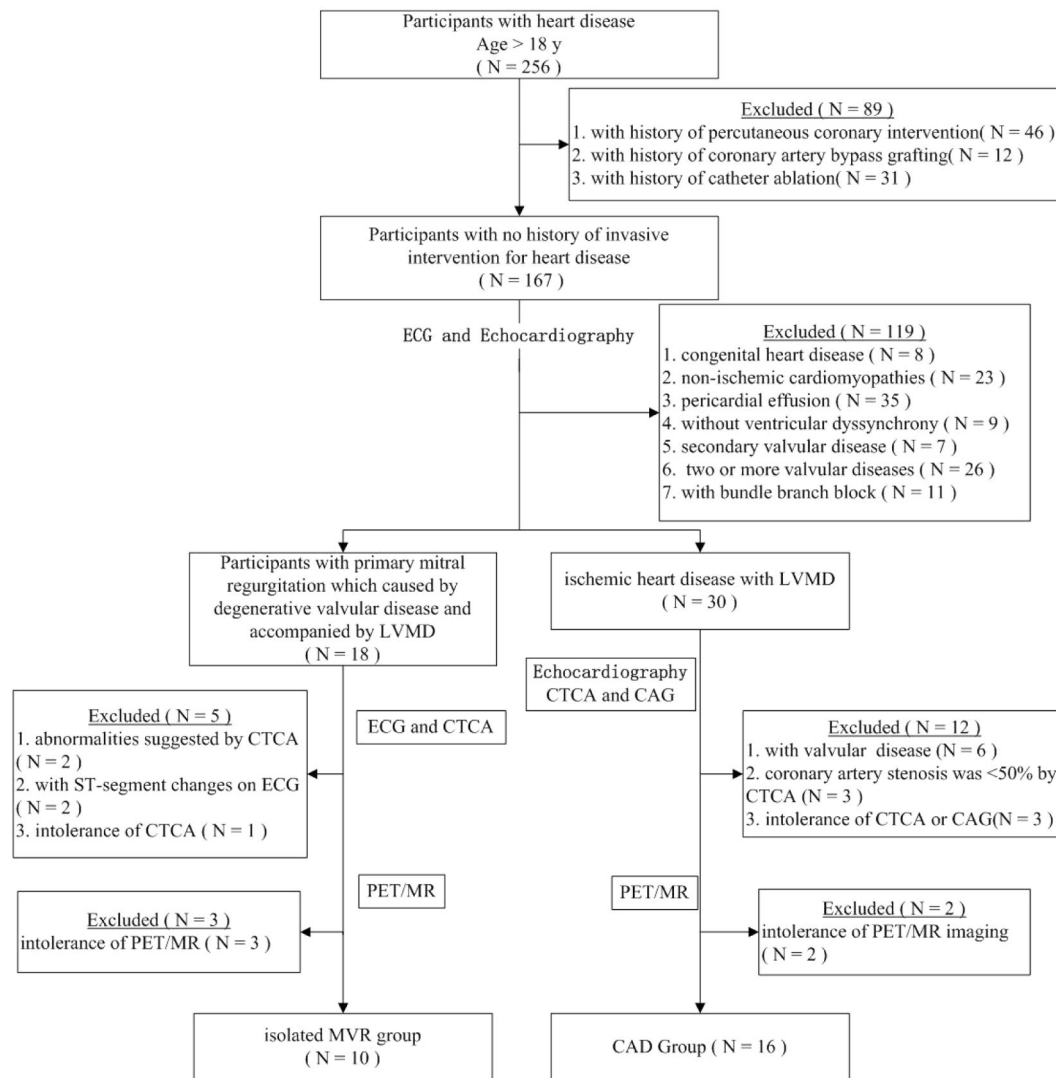 Participants with heart disease
Age > 18 y
( N = 256 )
Excluded ( N = 89 )
1. with history of percutaneous coronary intervention( N = 46 )
2. with history of coronary artery bypass grafting( N = 12 )
3. with history of catheter ablation( N = 31 )
Participants with no history of invasive
intervention for heart disease
( N = 167 )
ECG and Echocardiography
Excluded ( N = 119 )
1. congenital heart disease ( N = 8 )
2. non-ischemic cardiomyopathies ( N = 23 )
3. pericardial effusion ( N = 35 )
4. without ventricular dyssynchrony ( N = 9 )
5. secondary valvular disease ( N = 7 )
6. two or more valvular diseases ( N = 26 )
7. with bundle branch block ( N = 11 )
Participants with primary mitral
regurgitation which caused by
degenerative valvular disease and
accompanied by LVMD
( N = 18 )
ischemic heart disease with LVMD
( N = 30 )
Echocardiography
CTCA and CAG
Excluded ( N = 5 )
1. abnormalities suggested by CTCA
( N = 2 )
2. with ST-segment changes on ECG
( N = 2 )
3. intolerance of CTCA ( N = 1 )
ECG and CTCA
Excluded ( N = 12 )
1. with valvular disease (N = 6 )
2. coronary artery stenosis was <50% by
CTCA (N = 3 )
3. intolerance of CTCA or CAG(N = 3 )
PET/MR
PET/MR
Excluded ( N = 3 )
intolerance of PET/MR ( N = 3 )
Excluded ( N = 2 )
intolerance of PET/MR imaging
( N = 2 )
isolated MVR group
( N = 10 )
CAD Group ( N = 16 )